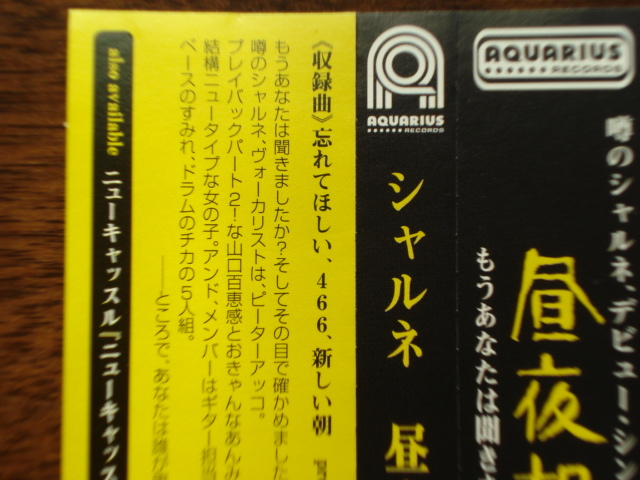 AQUARIUS
RECORDS
噂のシャルネ、デビュー・シン
昼夜
もうあなたは聞き
AQUARIUS
RECORDS
シャルネ 昼
《収録曲》忘れてほしい、466、新しい朝
もうあなたは聞きましたか?そしてその目で確かめました
噂のシャルネ、ヴォーカリストは、ピーターアッコ。
プレイバックパート2!な山口百恵感とおきゃんなあんみ
結構ニュータイプな女の子。アンド、メンバーはギター担当
ベースのすみれ、ドラムのチカの5人組。
――ところで、あなたは誰が
also available ニューキャッスル「ニューキャッス